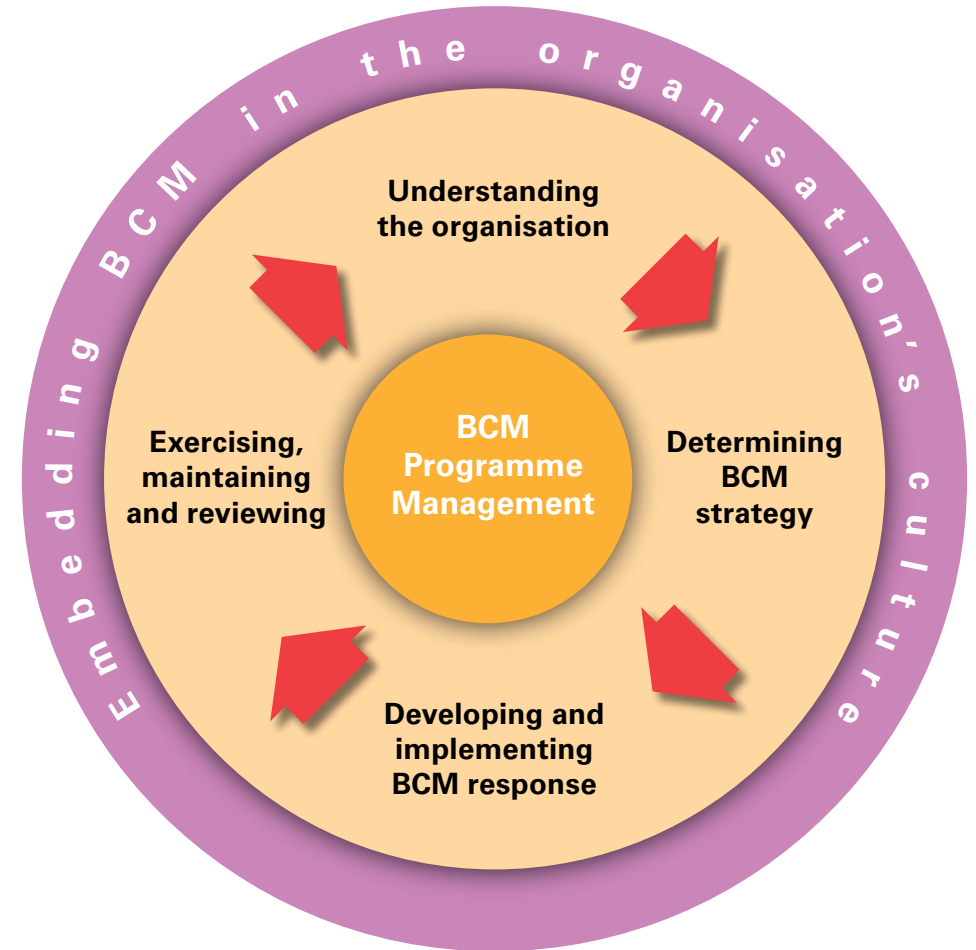 Embedding BCM in the organisation's culture
Understanding
the organisation
Exercising,
maintaining
and reviewing
BCM
Programme
Management
Determining
BCM
strategy
Developing and
implementing
BCM response